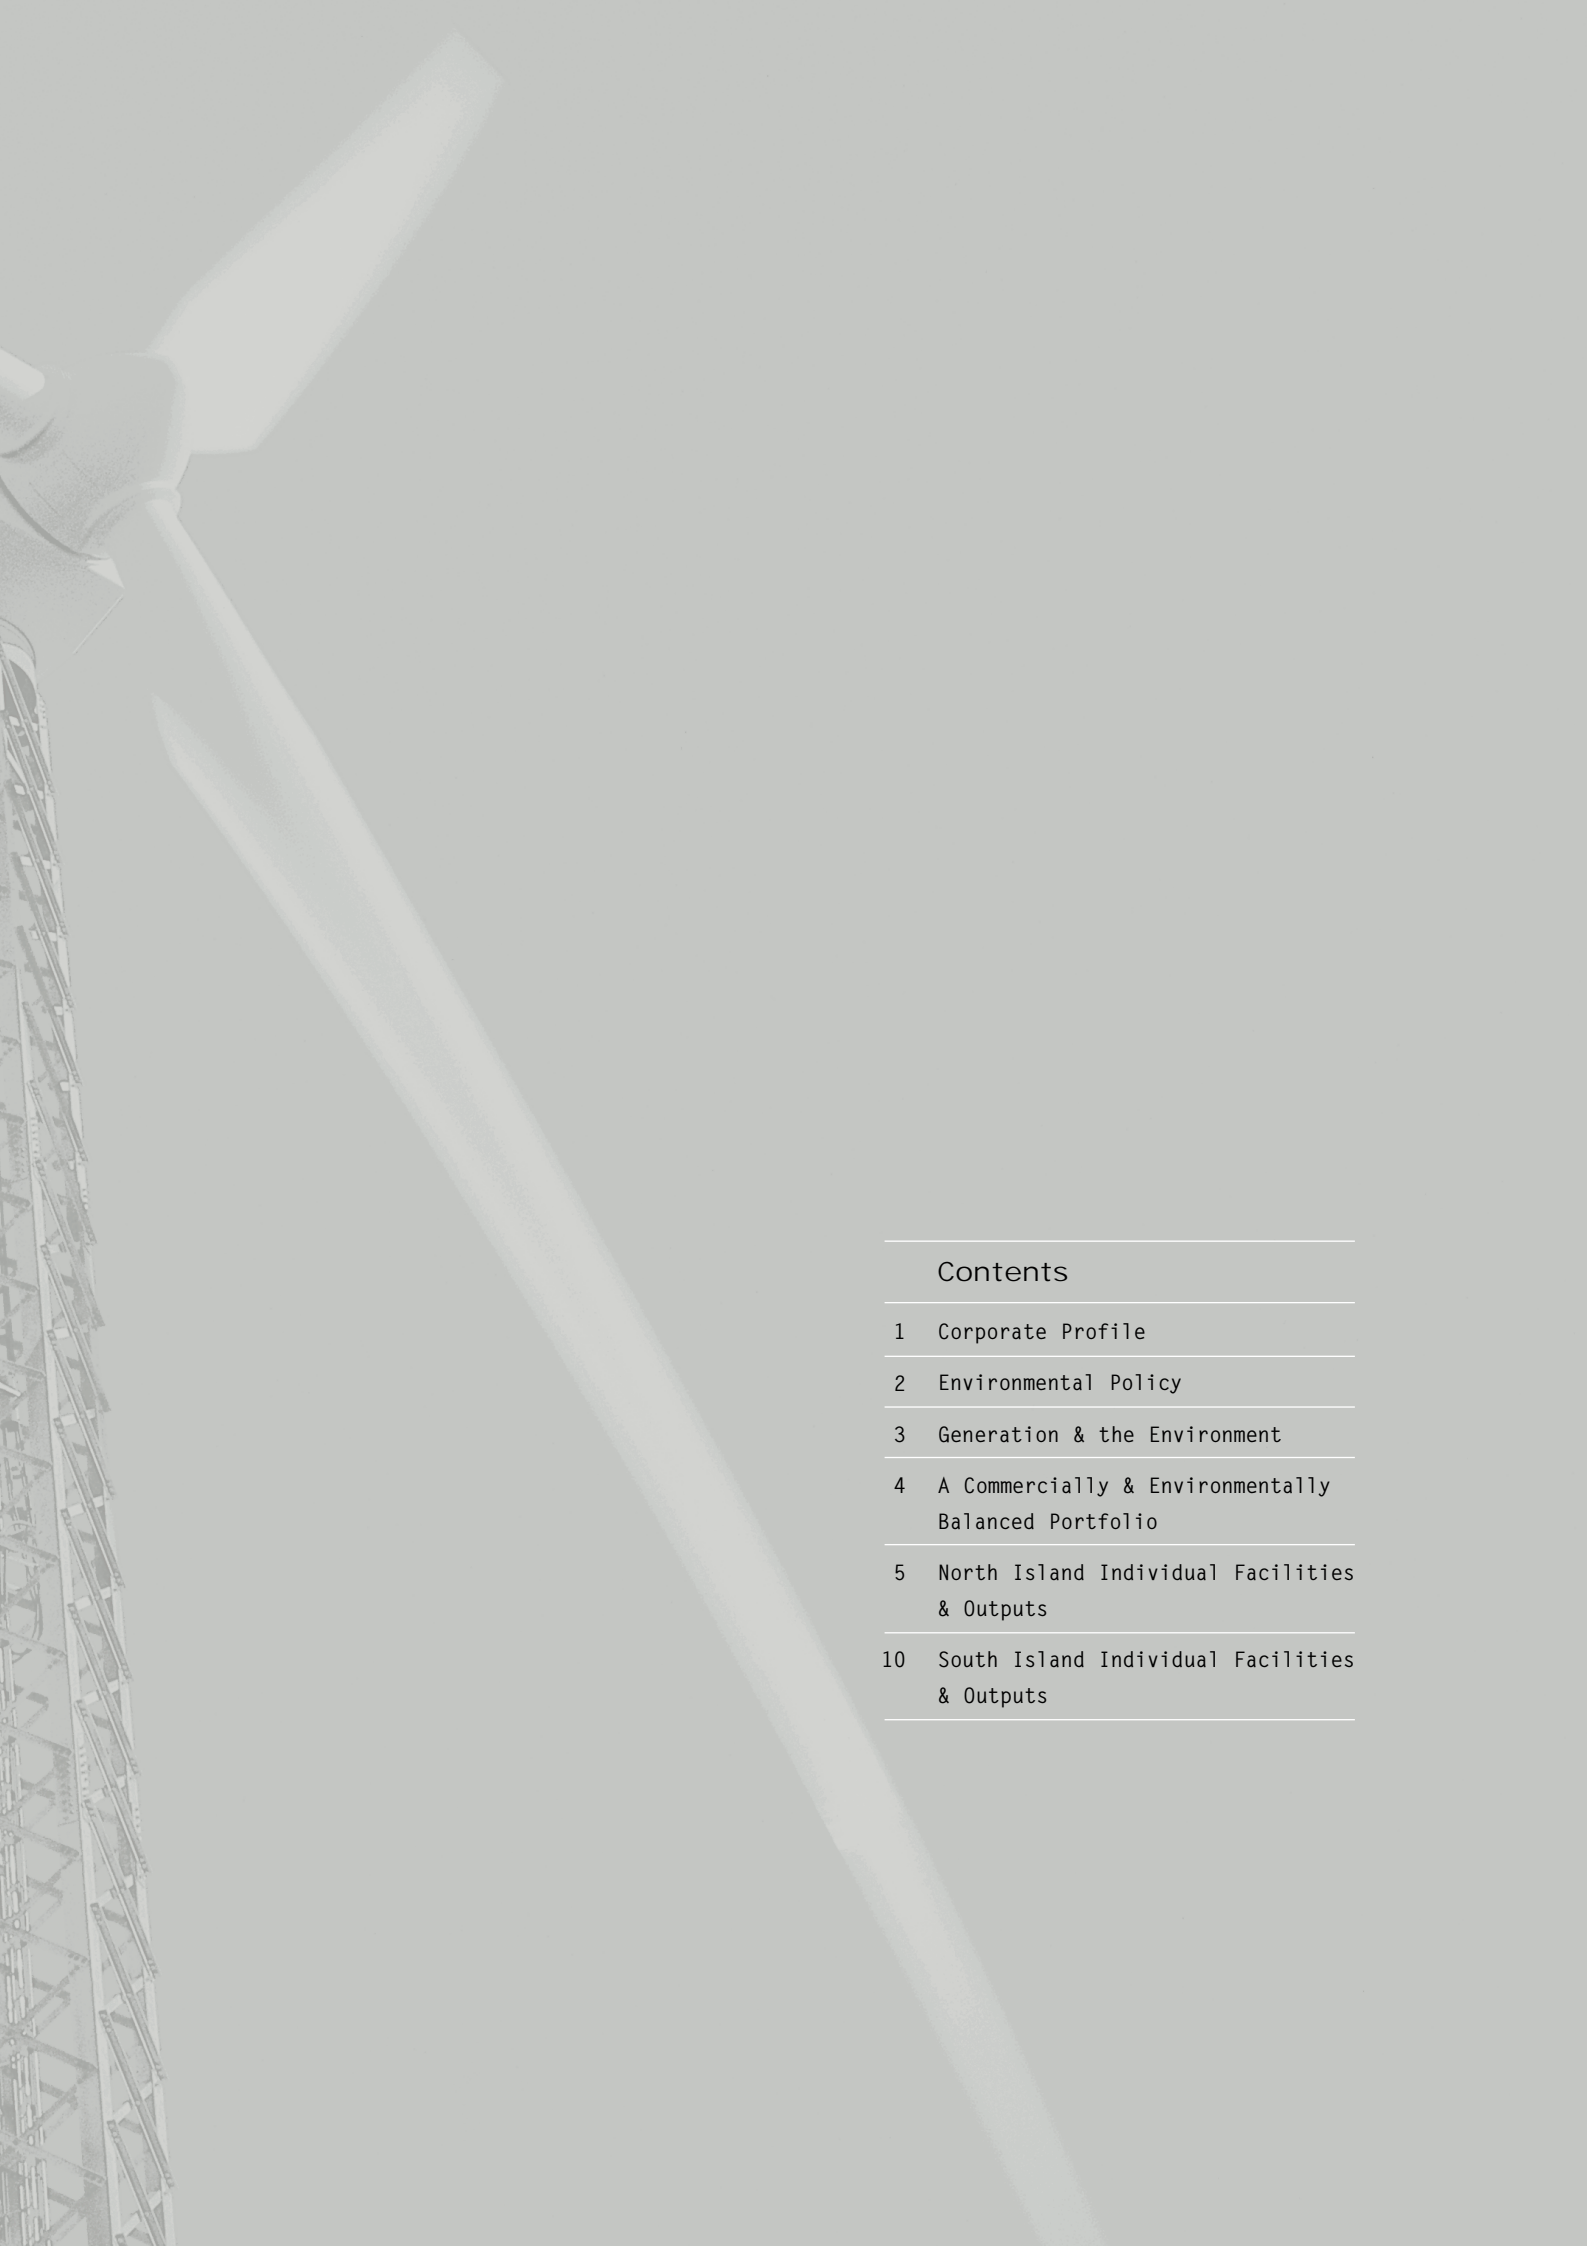 Contents
1 Corporate Profile
2 Environmental Policy
3 Generation & the Environment
4 A Commercially & Environmentally
Balanced Portfolio
5 North Island Individual Facilities
& Outputs
10 South Island Individual Facilities
& Outputs